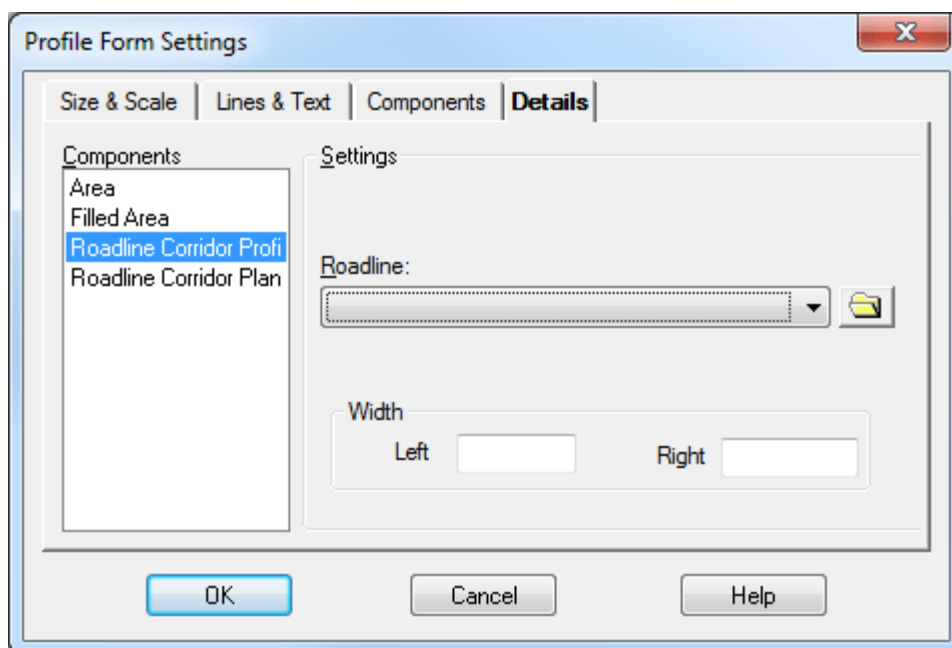 Profile Form Settings
Size & Scale
Lines & Text
Components
Details
Components
Area
Filled Area
Roadline Corridor Profi
Roadline Corridor Plan
Settings
Roadline:
Width
Left
Right
OK
Cancel
Help